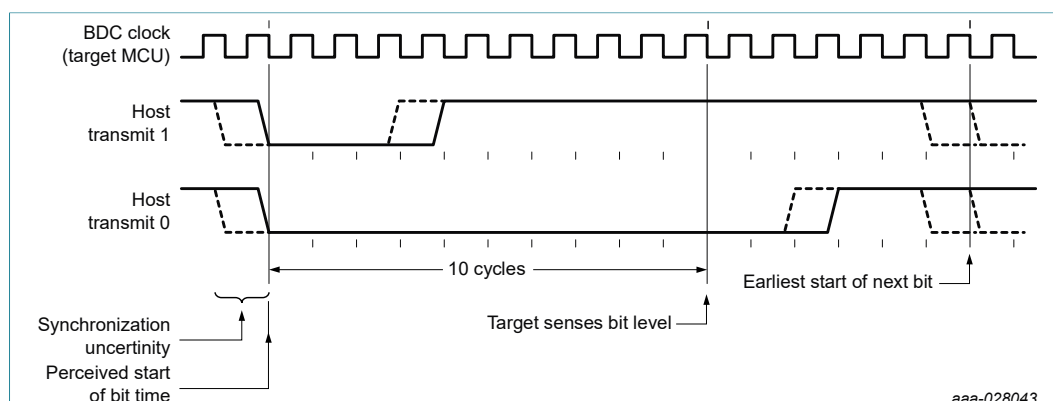 BDC clock
(target MCU)
Host
transmit 1
Host
transmit 0
10 cycles
Earliest start of next bit
Target senses bit level
Synchronization
uncertinity
Perceived start
of bit time
aaa-028043